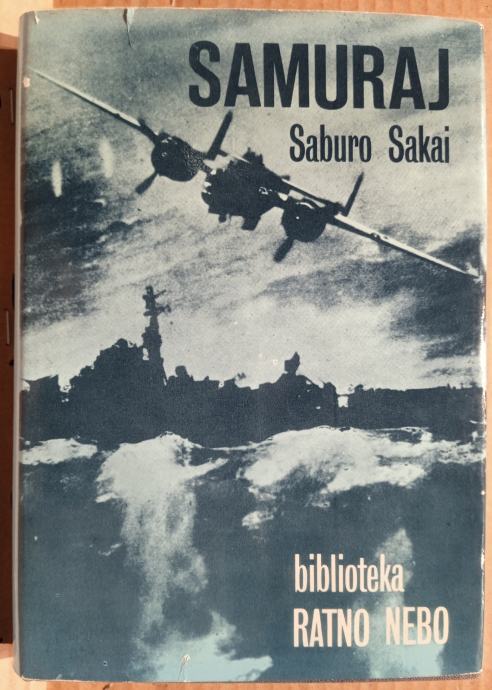 SAMURAJ
Saburo Sakai
biblioteka
RATNO NEBO